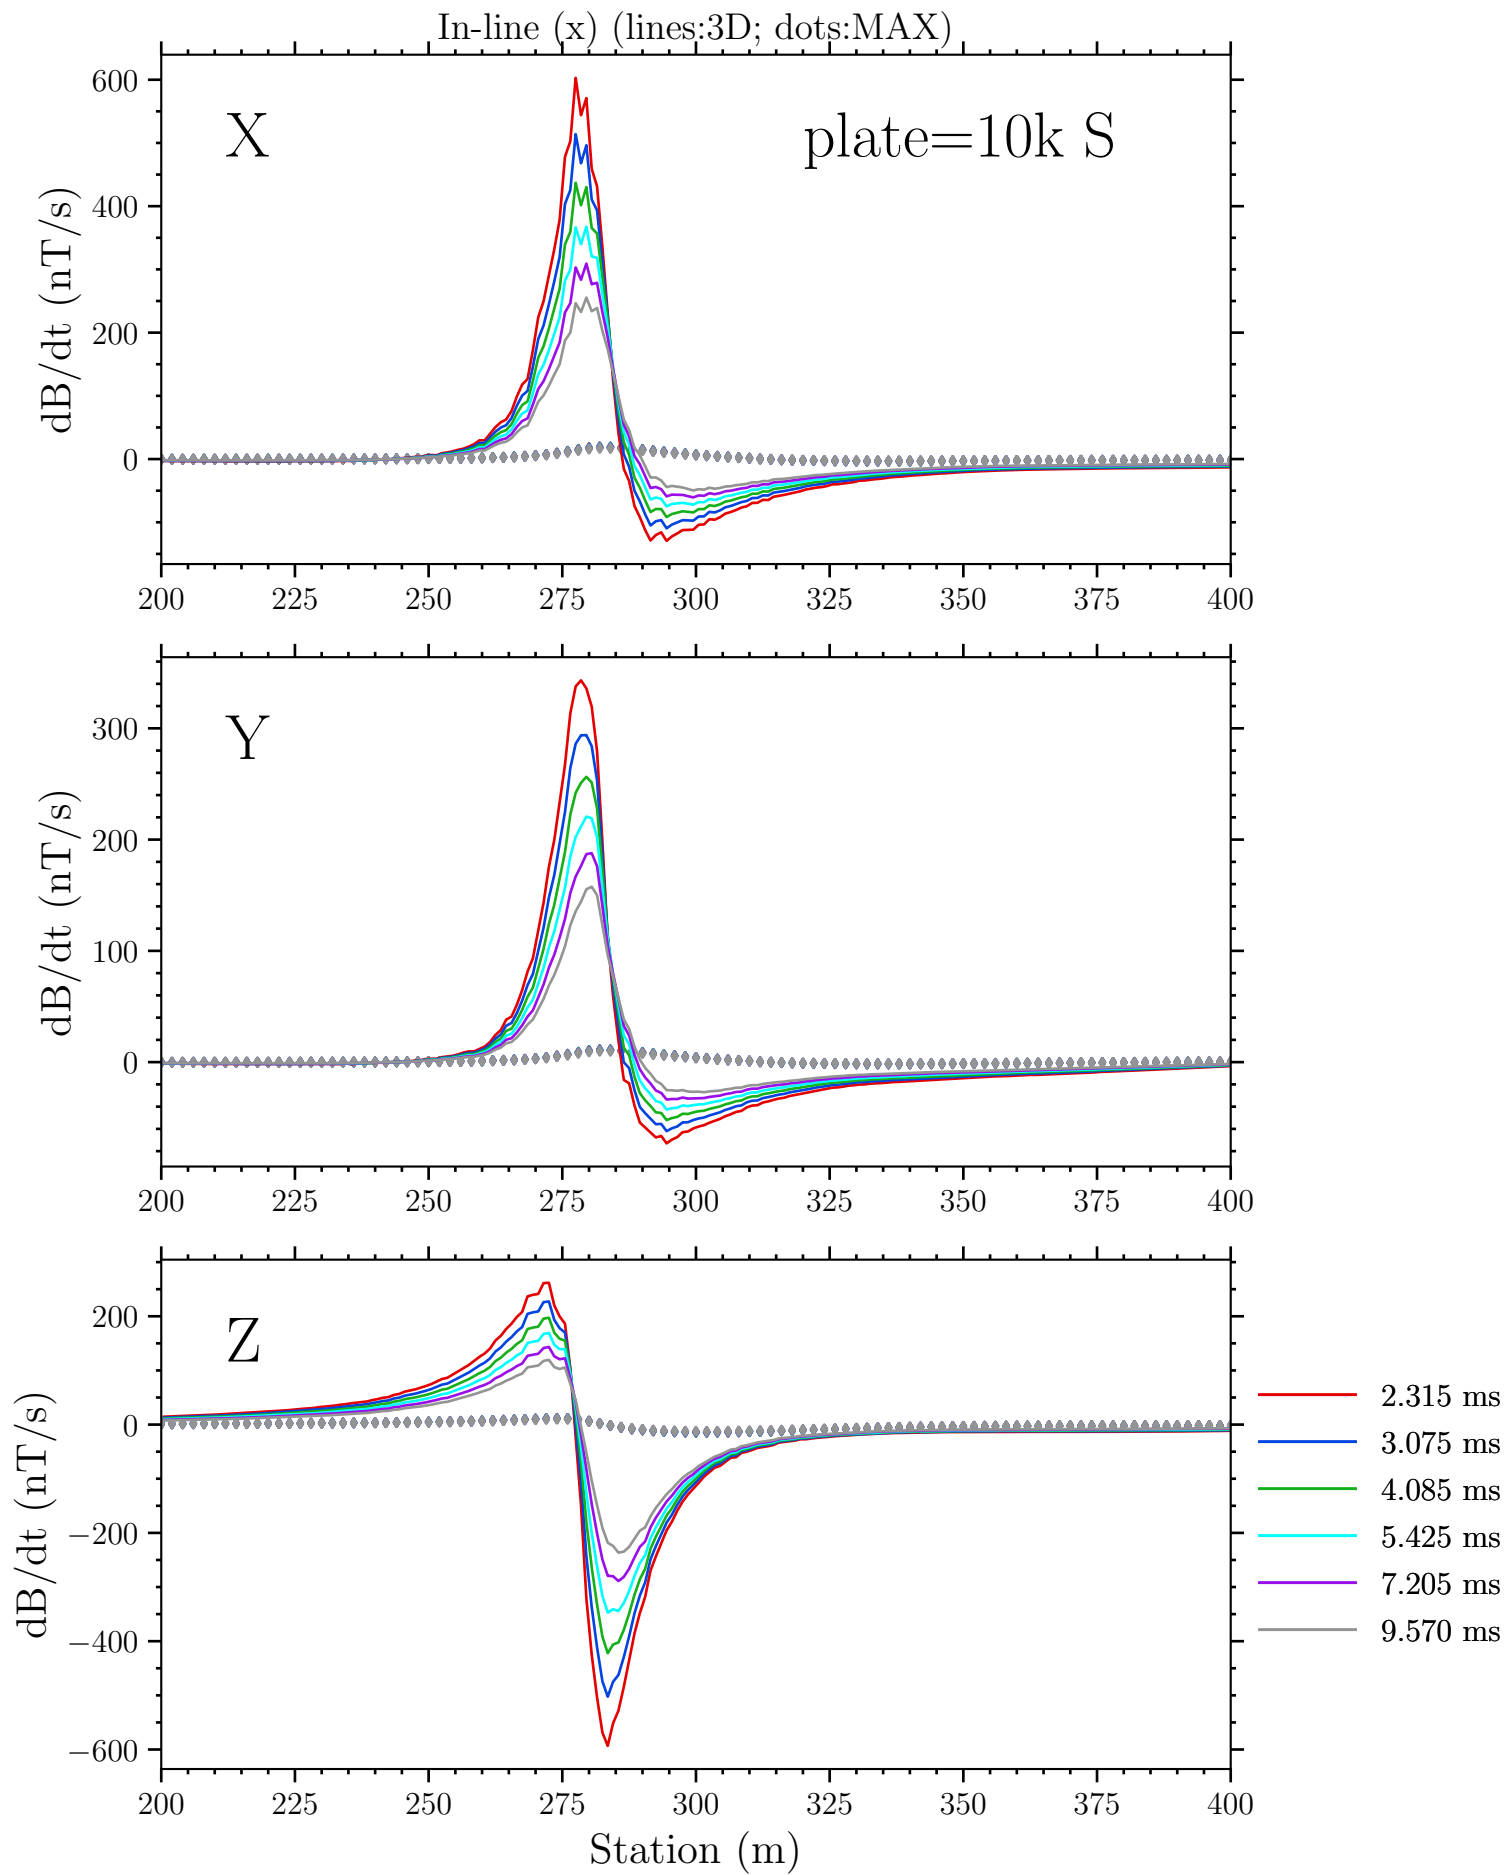 In-line (x) (lines:3D; dots:MAX)
X
plate=10k S
dB/dt (nT/s)
600
400
200
0
200 225 250 275 300 325 350 375 400
Y
dB/dt (nT/s)
300
200
100
0
200 225 250 275 300 325 350 375 400
Z
dB/dt (nT/s)
200
0
−200
−400
−600
200 225 250 275 300 325 350 375 400
Station (m)
2.315 ms
3.075 ms
4.085 ms
5.425 ms
7.205 ms
9.570 ms